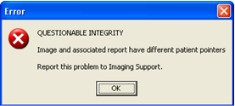 Error
QUESTIONABLE INTEGRITY
Image and associated report have different patient pointers
Report this problem to Imaging Support.
OK